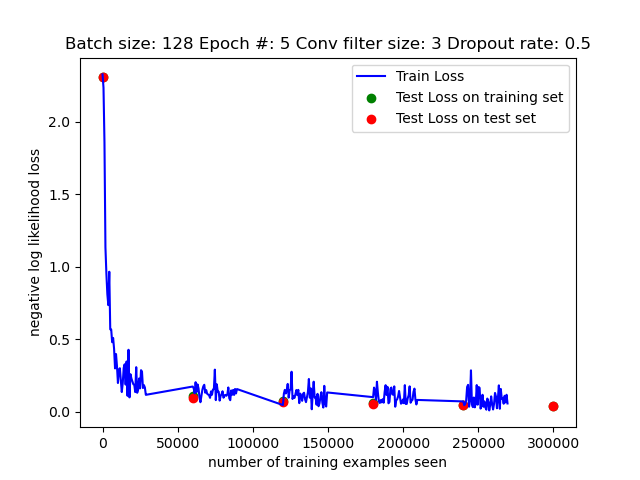 Batch size: 128 Epoch #: 5 Conv filter size: 3 Dropout rate: 0.5
Train Loss
Test Loss on training set
Test Loss on test set
negative log likelihood loss
2.0
1.5
1.0
0.5
0.0
0 50000 100000 150000 200000 250000 300000
number of training examples seen